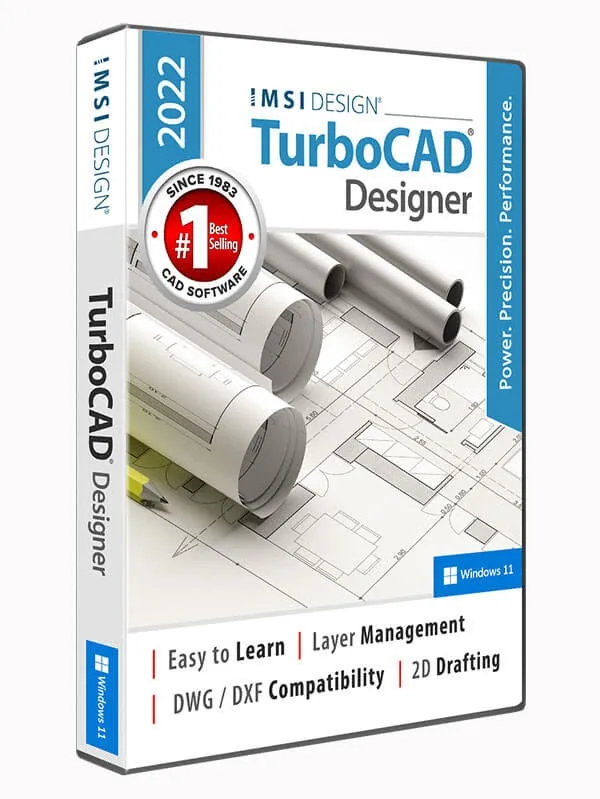 IMSI DESIGN®
TurboCAD® Designer
Windows 11
2022
IMSI DESIGN®
TurboCAD®
Designer
Power. Precision. Performance.
SINCE 1983
#1 Best
Selling
CAD SOFTWARE
Windows 11
Easy to Learn | Layer Management
DWG / DXF Compatibility | 2D Drafting